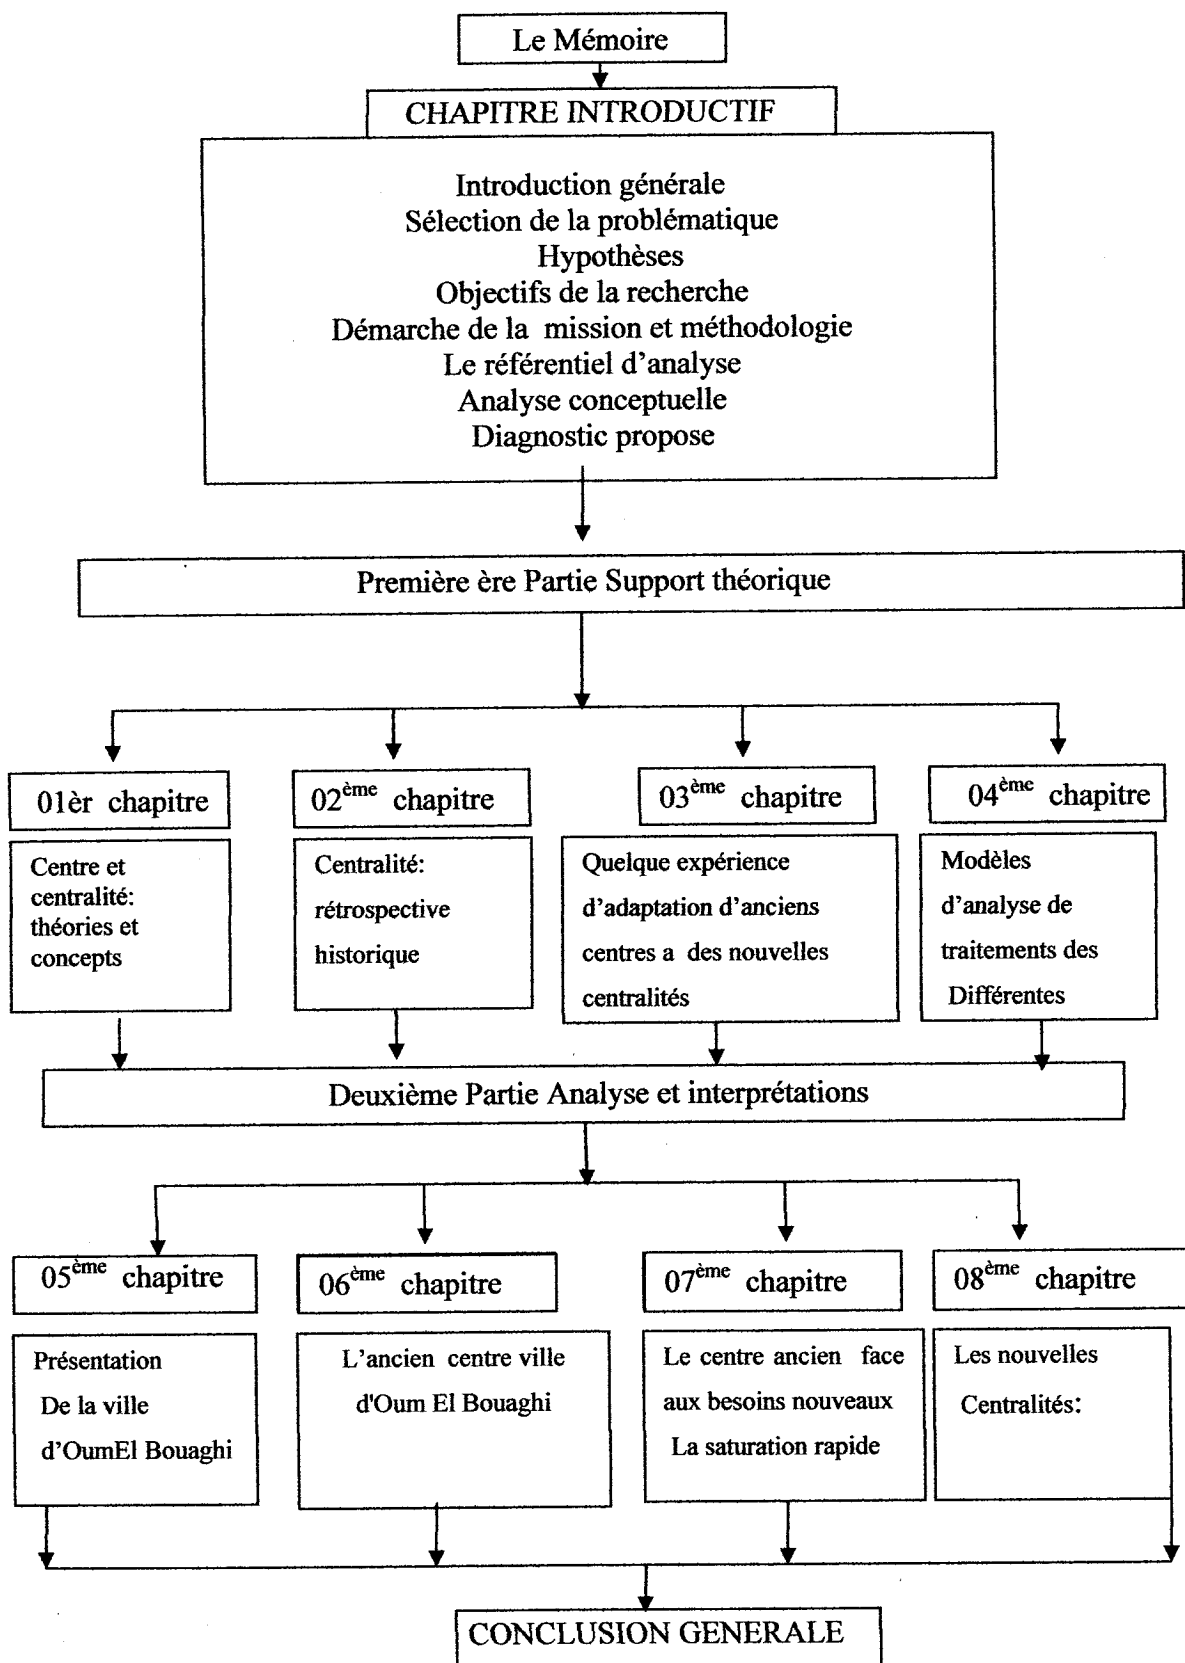 Le Mémoire
CHAPITRE INTRODUCTIF
Introduction générale
Sélection de la problématique
Hypothèses
Objectifs de la recherche
Démarche de la mission et méthodologie
Le référentiel d’analyse
Analyse conceptuelle
Diagnostic propose
Première ère Partie Support théorique
01èr chapitre
Centre et
centralité:
théories et
concepts
02ème chapitre
Centralité:
rétrospective
historique
03ème chapitre
Quelque expérience
d’adaptation d’anciens
centres a des nouvelles
centralités
04ème chapitre
Modèles
d’analyse de
traitements des
Différentes
Deuxième Partie Analyse et interprétations
05ème chapitre
Présentation
De la ville
d’OumEl Bouaghi
06ème chapitre
L’ancien centre ville
d'Oum El Bouaghi
07ème chapitre
Le centre ancien face
aux besoins nouveaux
La saturation rapide
08ème chapitre
Les nouvelles
Centralités:
CONCLUSION GENERALE